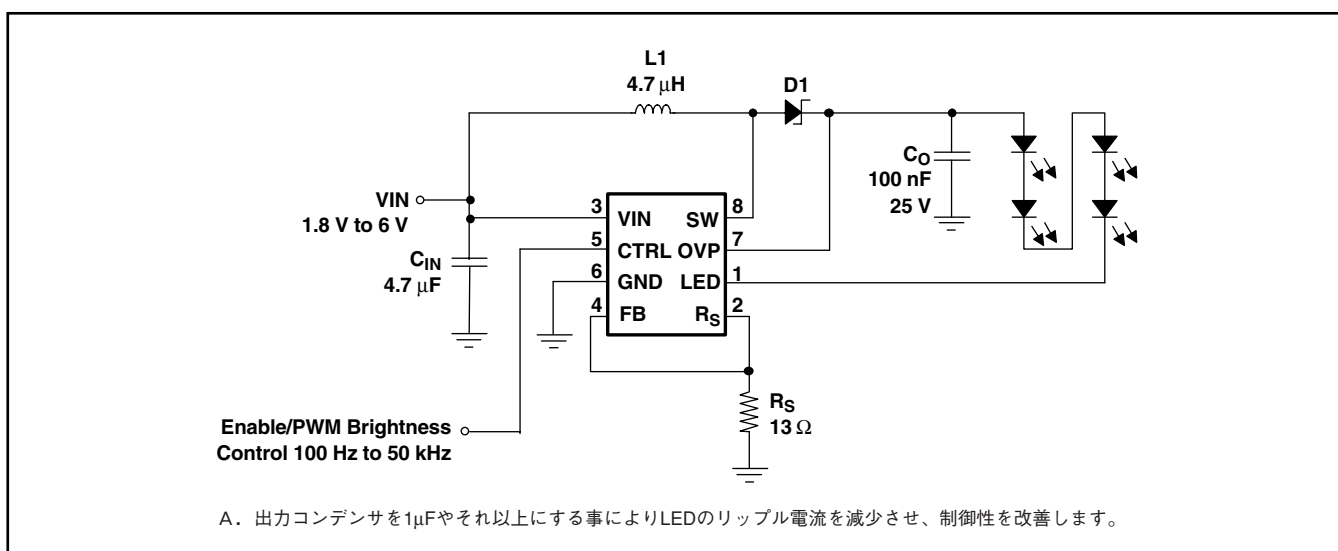 L1
4.7 μH
D1
CO
100 nF
25 V
VIN
1.8 V to 6 V
CIN
4.7 μF
3 VIN SW 8
5 CTRL OVP 7
6 GND LED 1
4 FB RS 2
RS
13 Ω
Enable/PWM Brightness
Control 100 Hz to 50 kHz
A．出力コンデンサを1μFやそれ以上にする事によりLEDのリップル電流を減少させ、制御性を改善します。